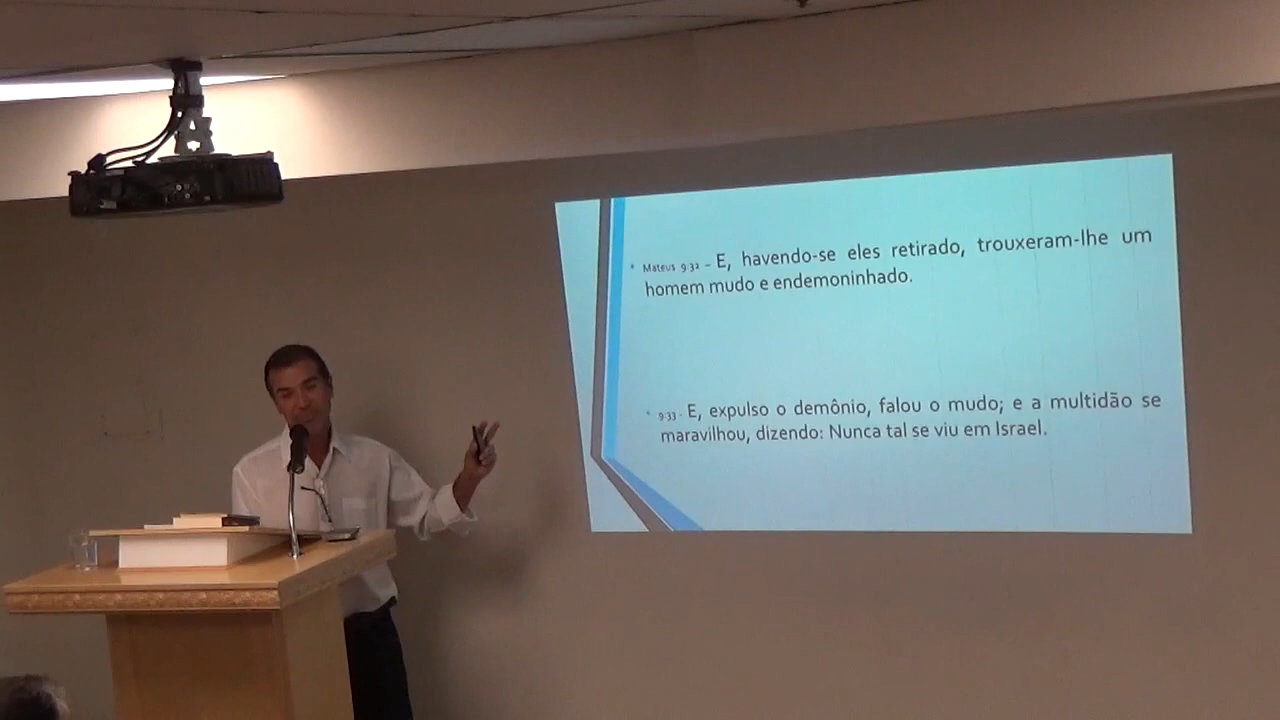 • Mateus 9:32 - E, havendo-se eles retirado, trouxeram-lhe um
homem mudo e endemoninhado.
• 9:33 - E, expulso o demônio, falou o mudo; e a multidão se
maravilhou, dizendo: Nunca tal se viu em Israel.